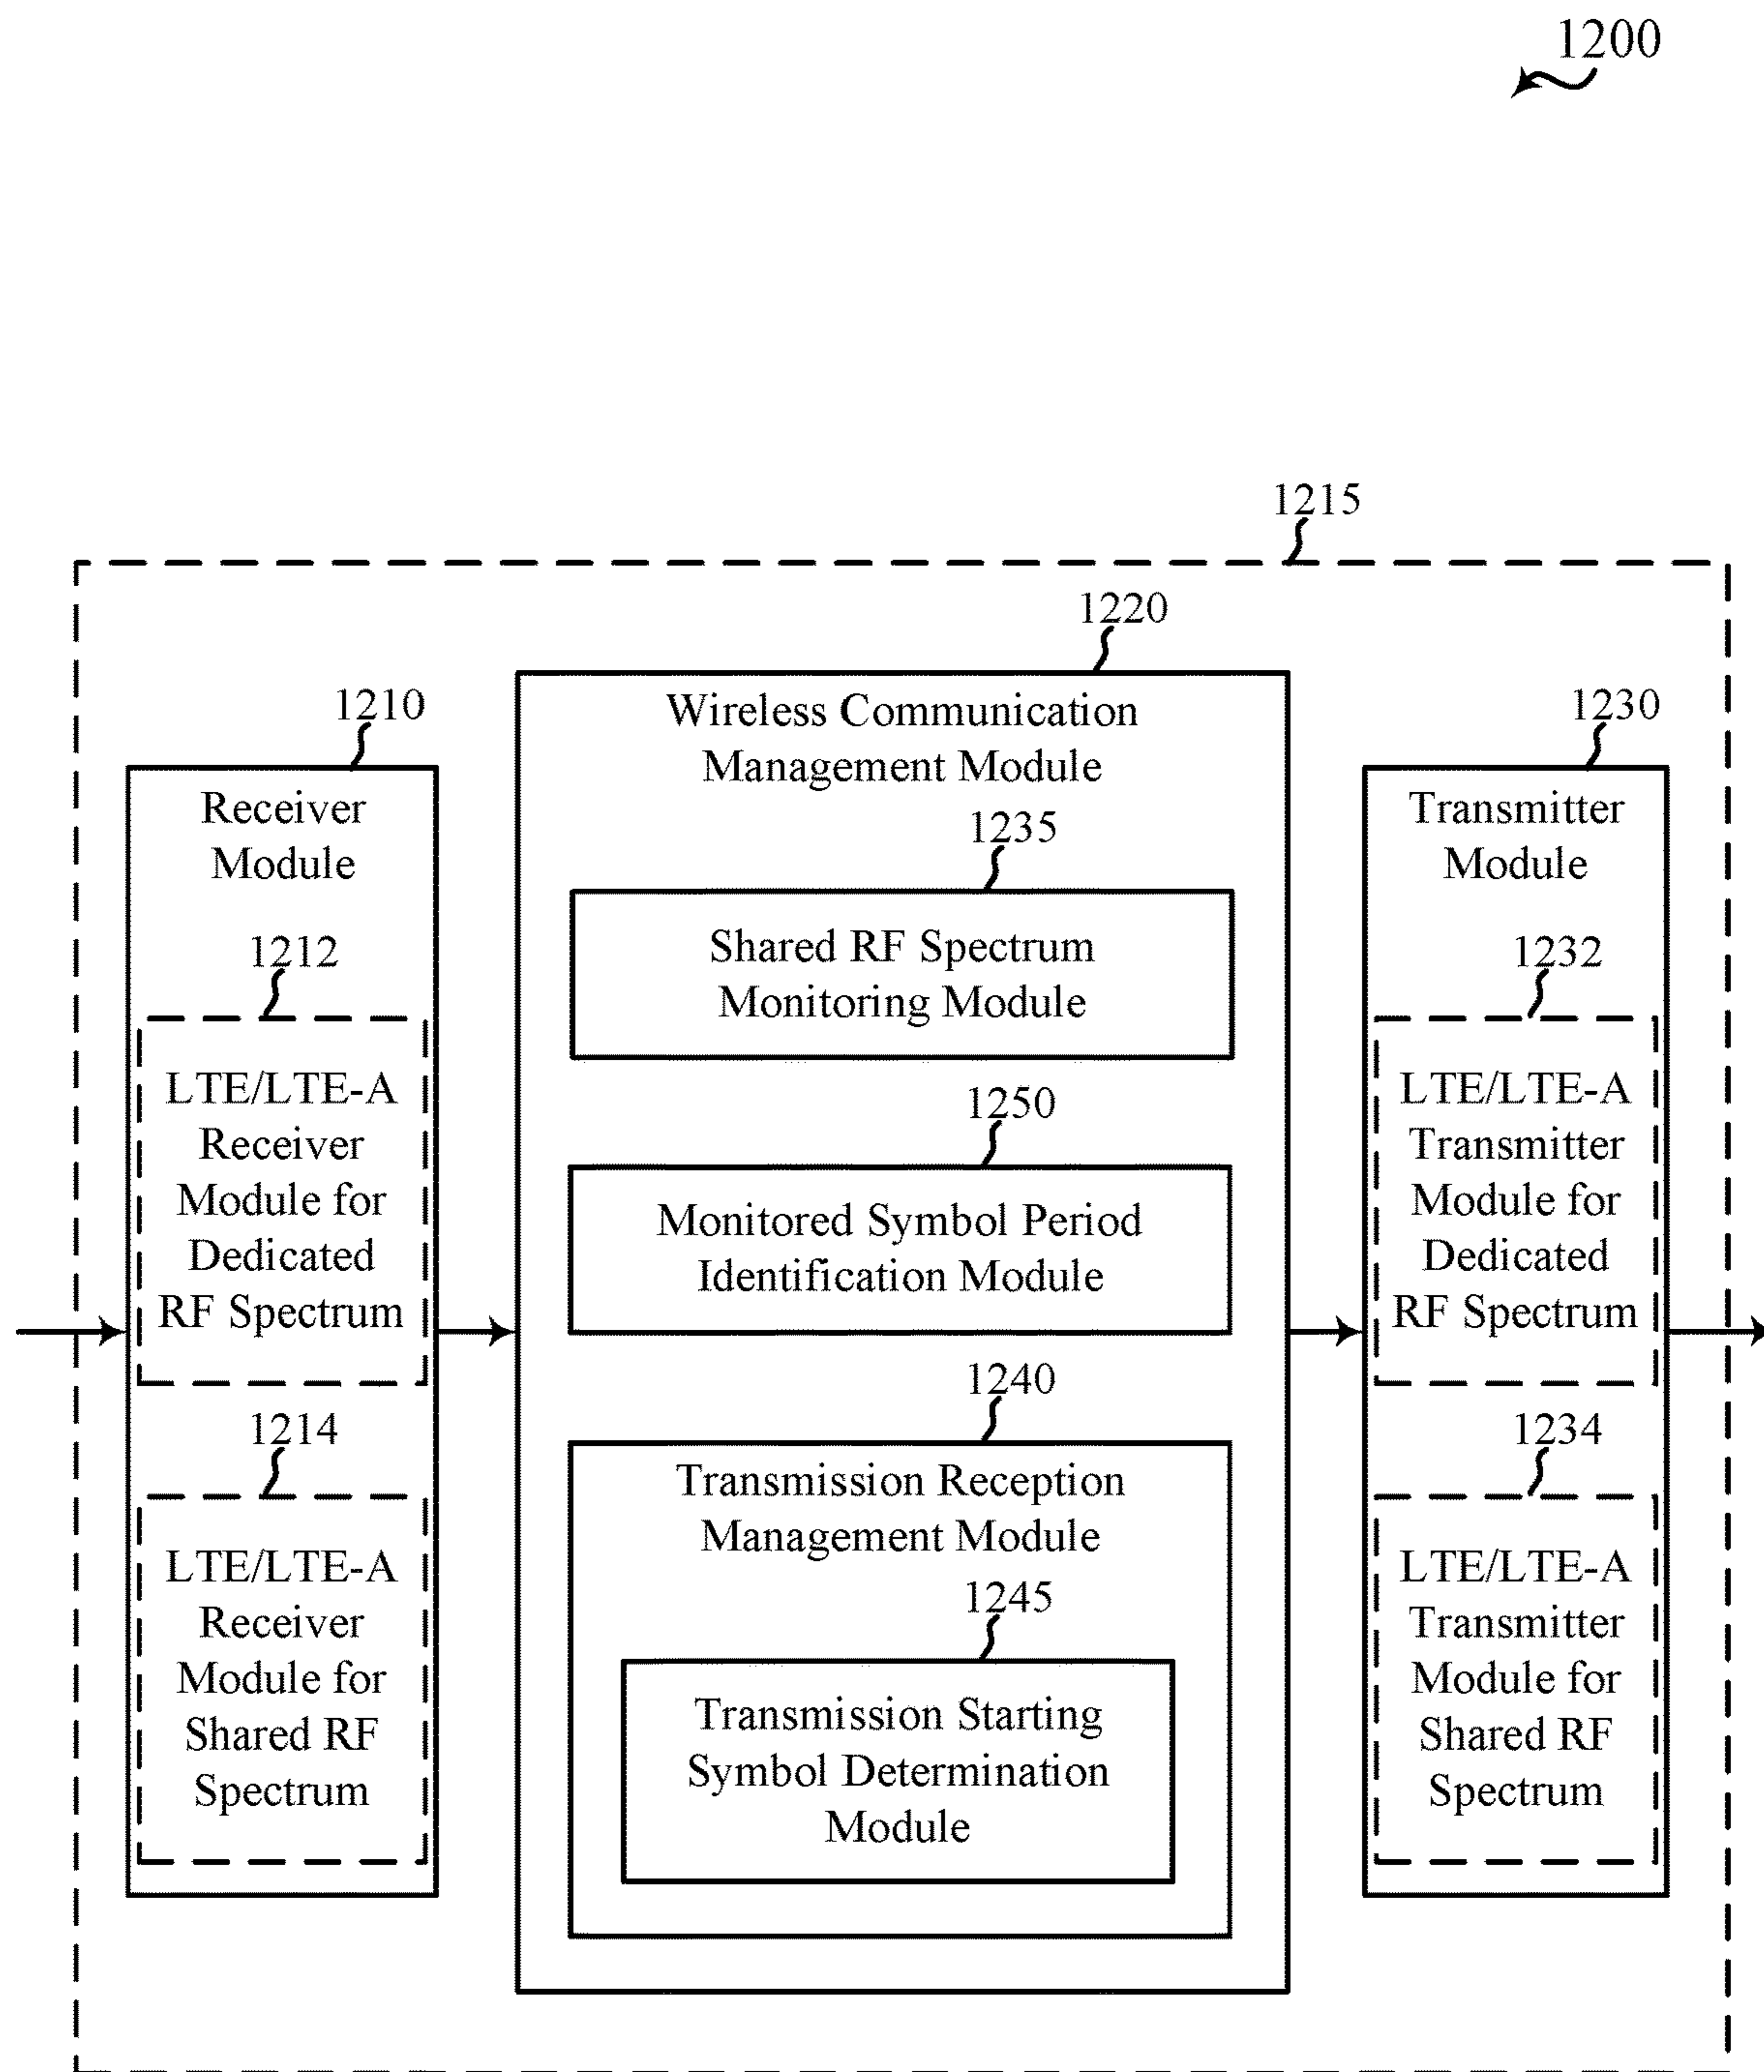 1200
1215
1220
Wireless Communication
Management Module
1210
Receiver
Module
1230
Transmitter
Module
1235
Shared RF Spectrum
Monitoring Module
1212
LTE/LTE-A
Receiver
Module for
Dedicated
RF Spectrum
1250
Monitored Symbol Period
Identification Module
1232
LTE/LTE-A
Transmitter
Module for
Dedicated
RF Spectrum
1214
LTE/LTE-A
Receiver
Module for
Shared RF
Spectrum
1240
Transmission Reception
Management Module
1245
Transmission Starting
Symbol Determination
Module
1234
LTE/LTE-A
Transmitter
Module for
Shared RF
Spectrum